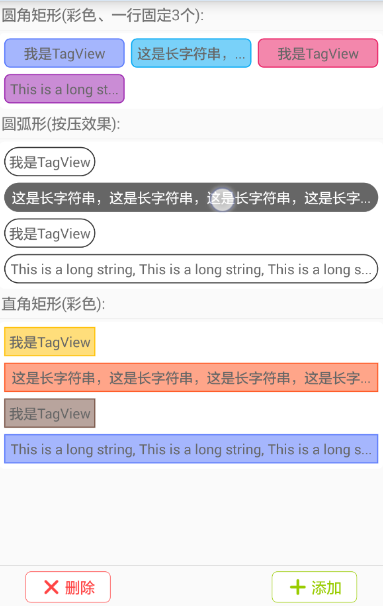 圆角矩形(彩色、一行固定3个):
我是TagView 这是长字符串，... 我是TagView
This is a long st...
圆弧形(按压效果):
我是TagView
这是长字符串，这是长字符串，这是长字符串，这是长字...
我是TagView
This is a long string, This is a long string, This is a long s...
直角矩形(彩色):
我是TagView
这是长字符串，这是长字符串，这是长字符串，这是长字...
我是TagView
This is a long string, This is a long string, This is a long s...
删除 添加